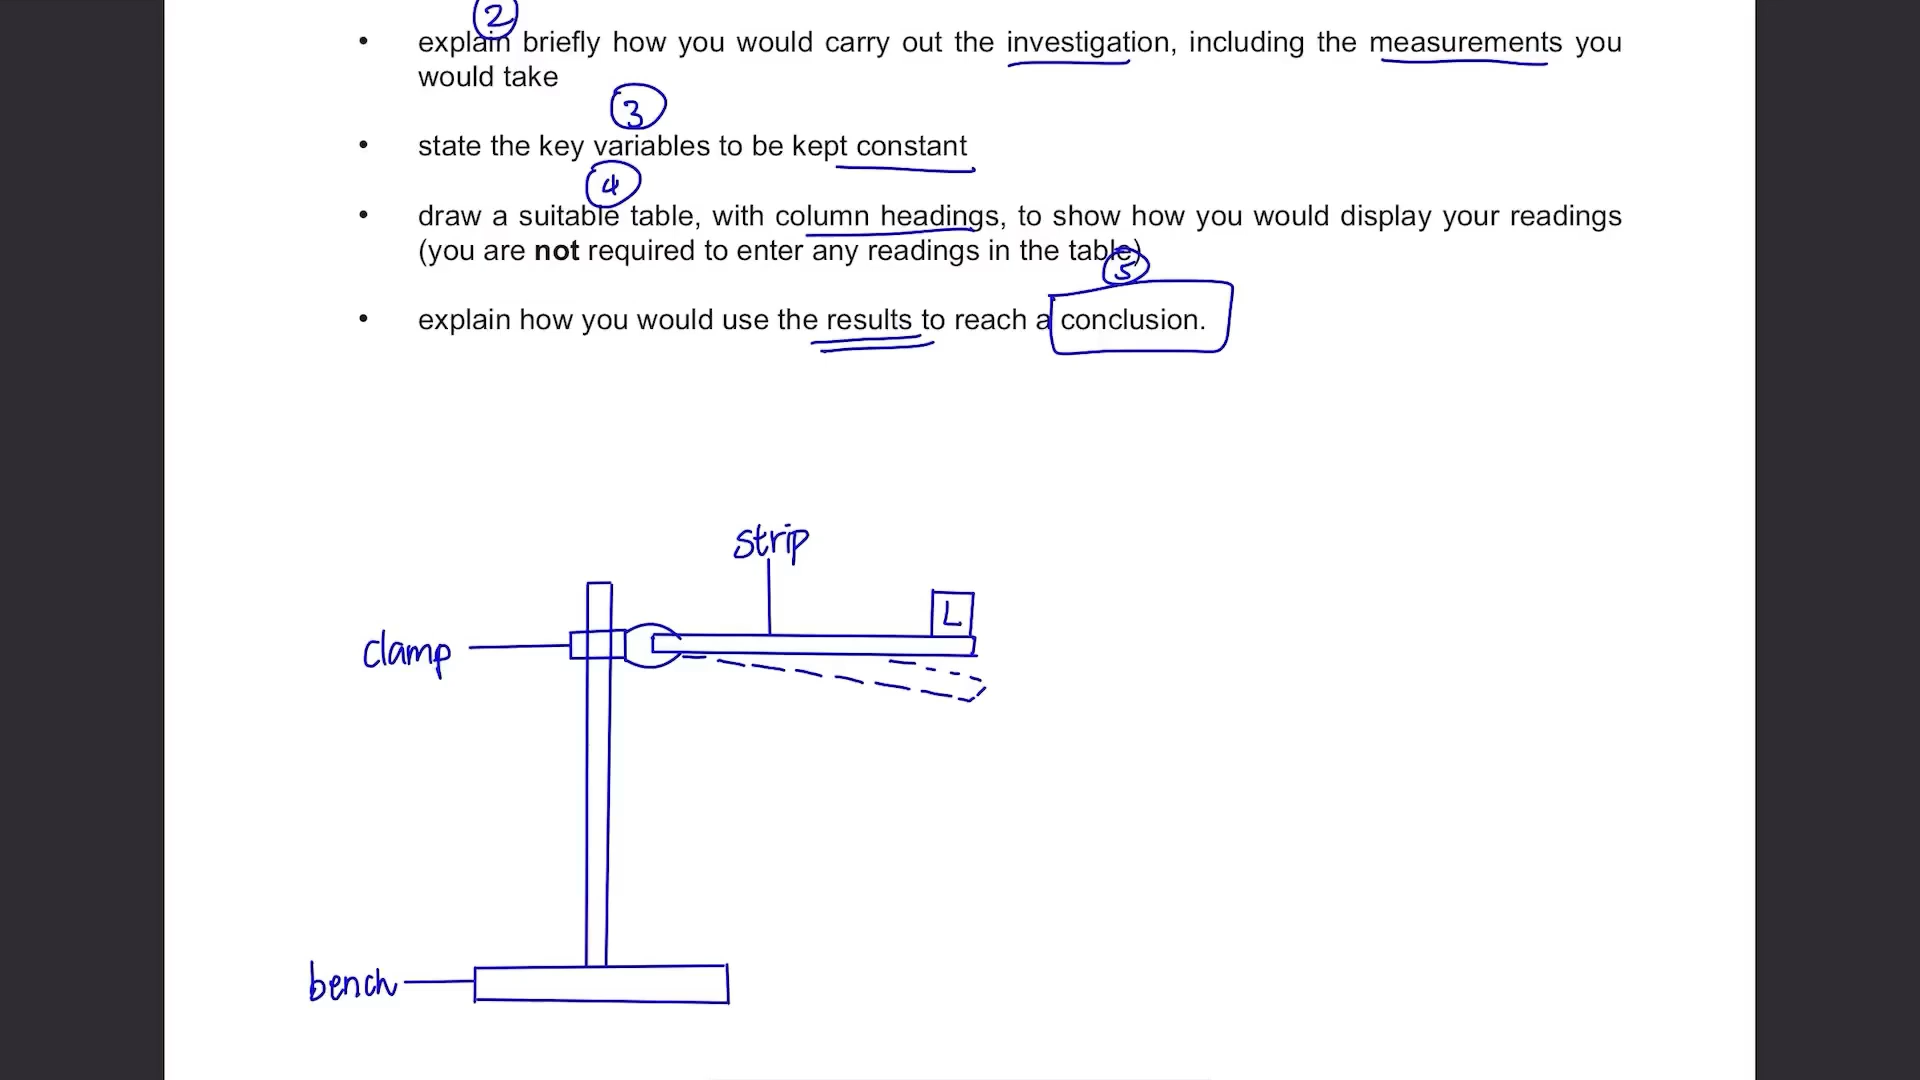 ②
• explain briefly how you would carry out the investigation, including the measurements you
would take
③
• state the key variables to be kept constant
④
• draw a suitable table, with column headings, to show how you would display your readings
(you are not required to enter any readings in the table)
⑤
• explain how you would use the results to reach a conclusion.
strip
L
clamp
bench